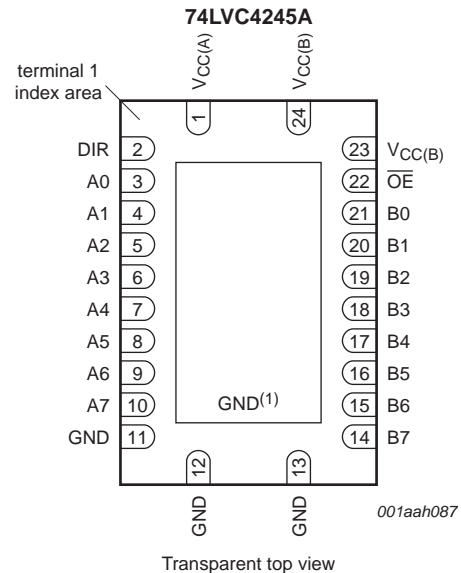 74LVC4245A
terminal 1
index area
VCC(A)
VCC(B)
1
24
DIR 2
23 VCC(B)
A0 3
22 O̅E̅
A1 4
21 B0
A2 5
20 B1
A3 6
19 B2
A4 7
18 B3
A5 8
17 B4
A6 9
16 B5
A7 10
15 B6
GND 11
14 B7
GND(1)
12
13
GND
GND
001aah087
Transparent top view